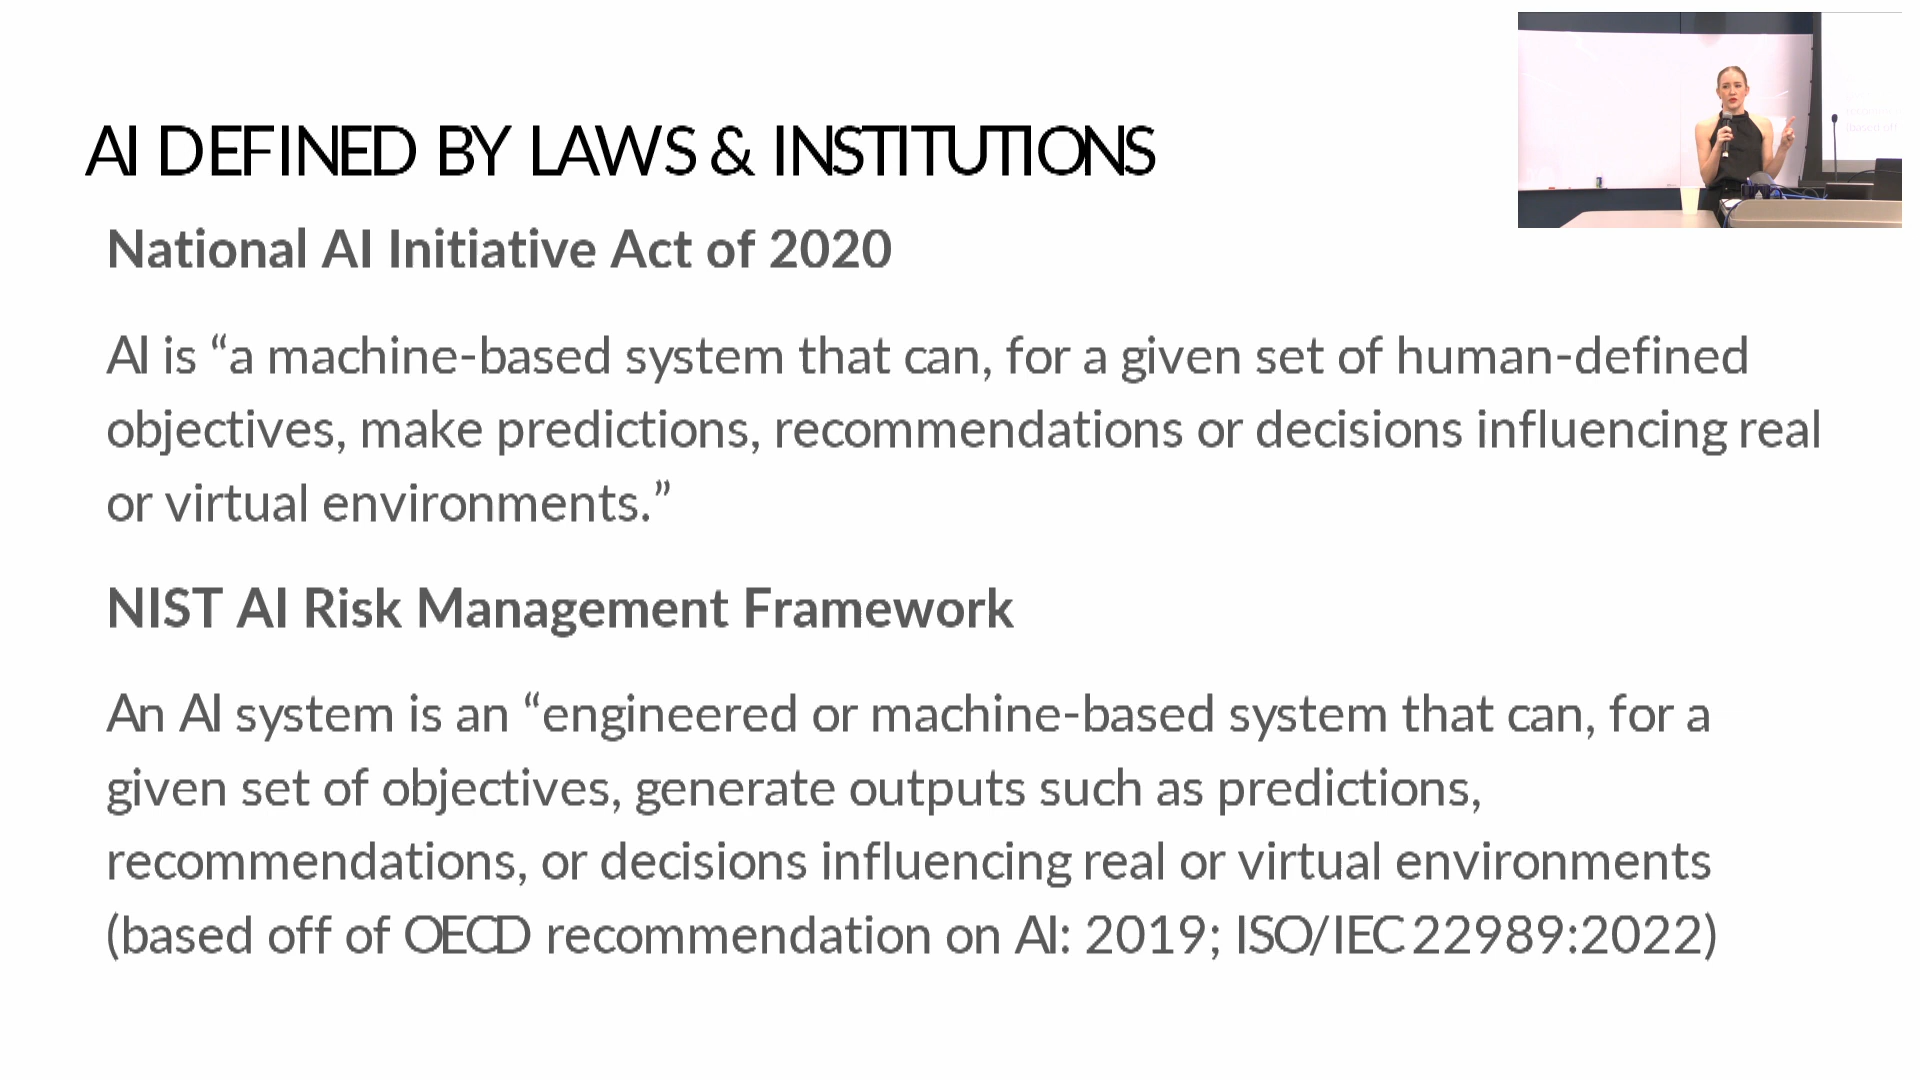 AI DEFINED BY LAWS & INSTITUTIONS
National AI Initiative Act of 2020
AI is “a machine-based system that can, for a given set of human-defined
objectives, make predictions, recommendations or decisions influencing real
or virtual environments.”
NIST AI Risk Management Framework
An AI system is an “engineered or machine-based system that can, for a
given set of objectives, generate outputs such as predictions,
recommendations, or decisions influencing real or virtual environments
(based off of OECD recommendation on AI: 2019; ISO/IEC 22989:2022)